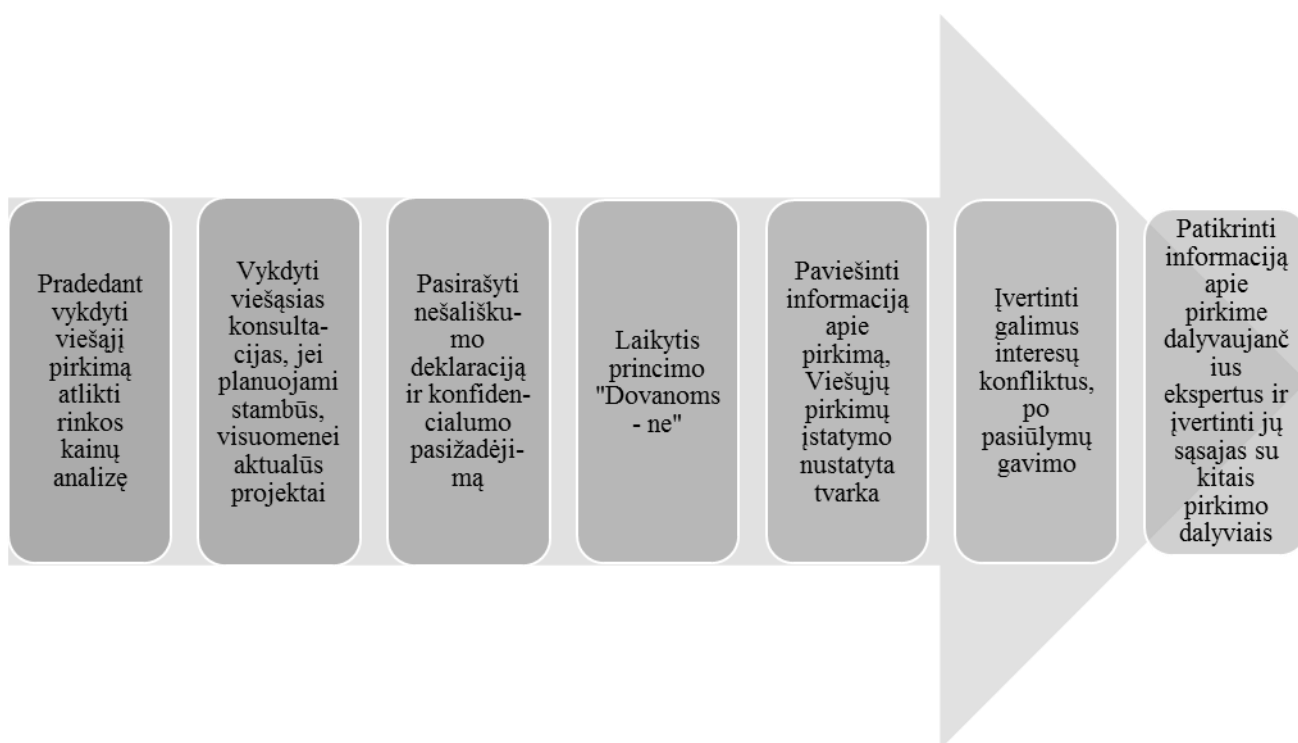 Pradedant
vykdyti
viešąjį
pirkimą
atlikti
rinkos
kainų
analizę
Vykdyti
viešąsias
konsulta-
cijas, jei
planuojami
stambūs,
visuomenei
aktualūs
projektai
Pasirašyti
nešališku-
mo
deklaraciją
ir konfiden-
cialumo
pasižadėji-
mą
Laikytis
principo
"Dovanoms
- ne"
Paviešinti
informaciją
apie
pirkimą,
Viešųjų
pirkimų
įstatymo
nustatyta
tvarka
Įvertinti
galimus
interesų
konfliktus,
po
pasiūlymų
gavimo
Patikrinti
informaciją
apie
pirkime
dalyvaujanč
ius
ekspertus ir
įvertinti jų
sąsajas su
kitais
pirkimo
dalyviais